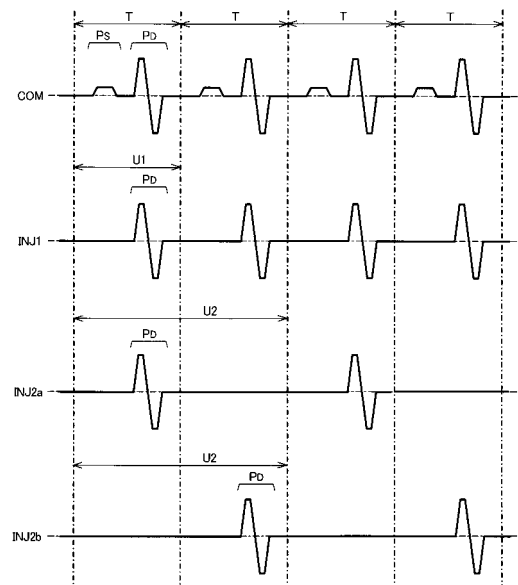 T T T T
PS PD
COM
U1
PD
INJ1
U2
PD
INJ2a
U2
PD
INJ2b